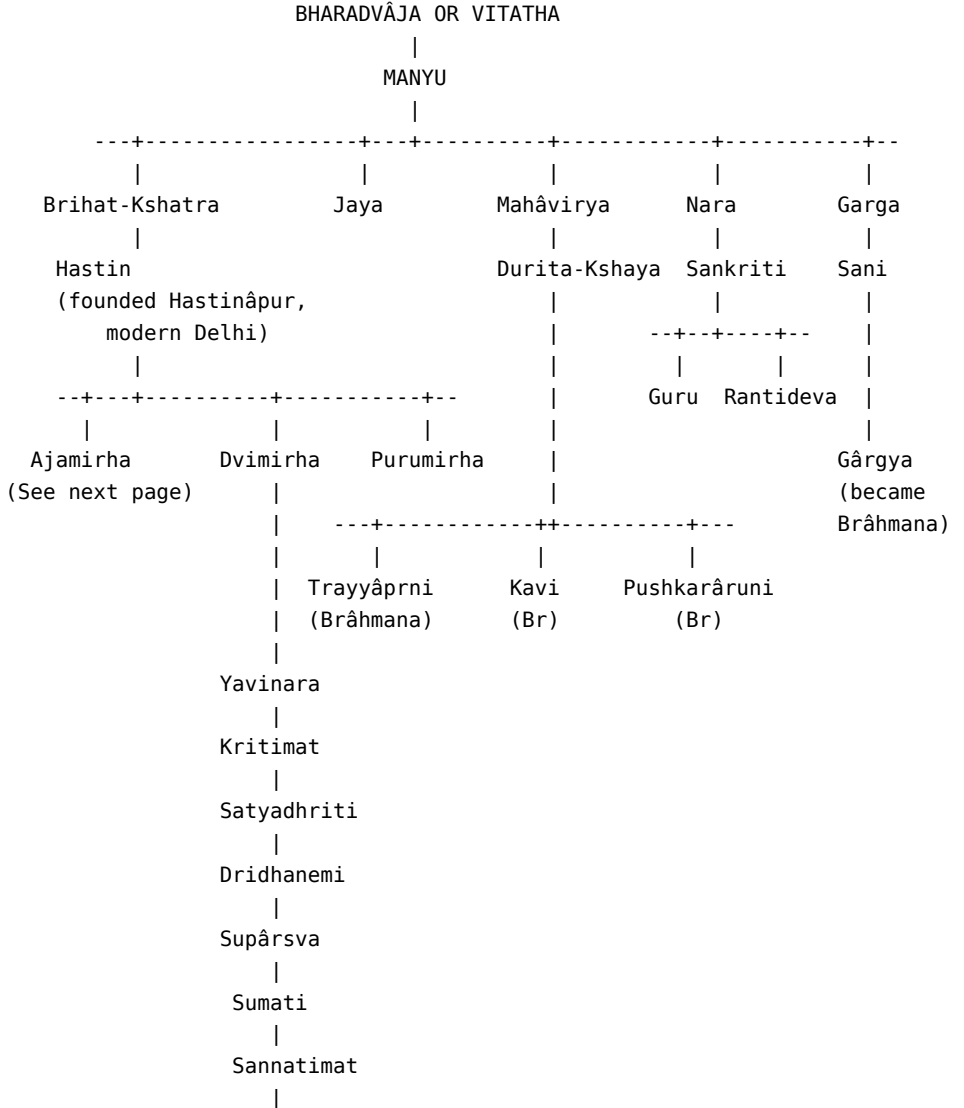 BHARADVÂJA OR VITATHA
|
MANYU
|
---+-----------------+---+----------+------------+-----------+--
| | | | |
Brihat-Kshatra Jaya Mahâvirya Nara Garga
| | | |
Hastin Durita-Kshaya Sankriti Sani
(founded Hastinâpur, | | |
modern Delhi) | --+--+----+-- |
| | | | |
--+---+----------+-----------+-- | Guru Rantideva |
| | | | |
Ajamirha Dvimirha Purumirha | Gârgya
(See next page) | | (became
| ---+------------++----------+--- Brâhmana)
| | | |
| Trayyâprni Kavi Pushkarâruni
| (Brâhmana) (Br) (Br)
|
Yavinara
|
Kritimat
|
Satyadhriti
|
Dridhanemi
|
Supârsva
|
Sumati
|
Sannatimat
|